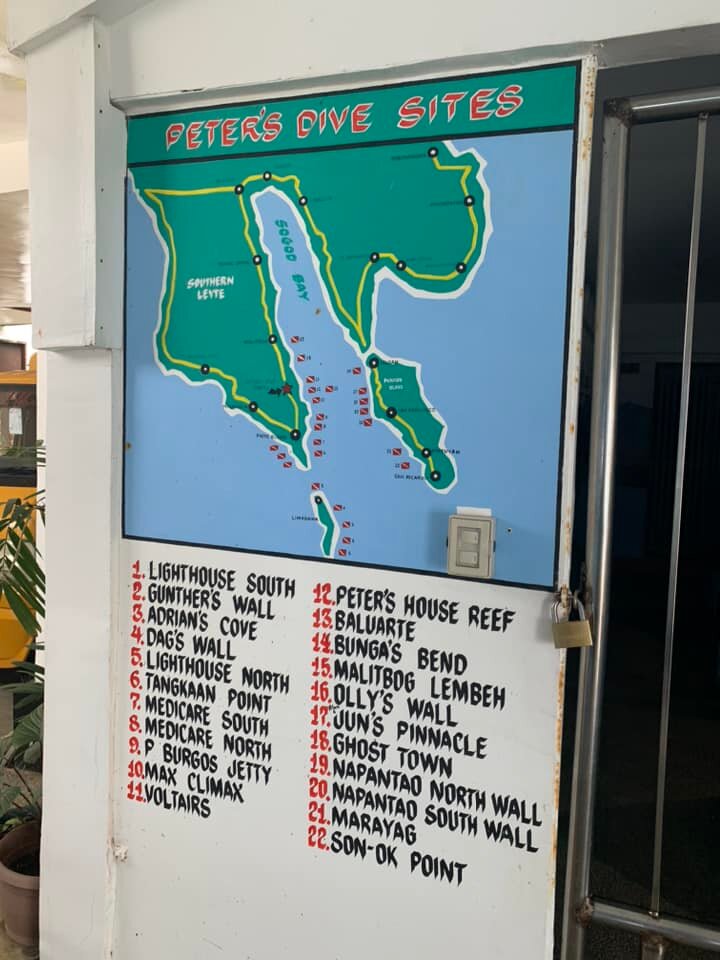 PETER'S DIVE SITES
SOGOD BAY
SOUTHERN
LEYTE
LIMASAWA
SAN RICARDO
1. LIGHTHOUSE SOUTH
2. GUNTHER'S WALL
3. ADRIAN'S COVE
4. DAG'S WALL
5. LIGHTHOUSE NORTH
6. TANGKAAN POINT
7. MEDICARE SOUTH
8. MEDICARE NORTH
9. P BURGOS JETTY
10. MAX CLIMAX
11. VOLTAIRS
12. PETER'S HOUSE REEF
13. BALUARTE
14. BUNGA'S BEND
15. MALITBOG LEMBEH
16. OLLY'S WALL
17. JUN'S PINNACLE
18. GHOST TOWN
19. NAPANTAO NORTH WALL
20. NAPANTAO SOUTH WALL
21. MARAYAG
22. SON-OK POINT